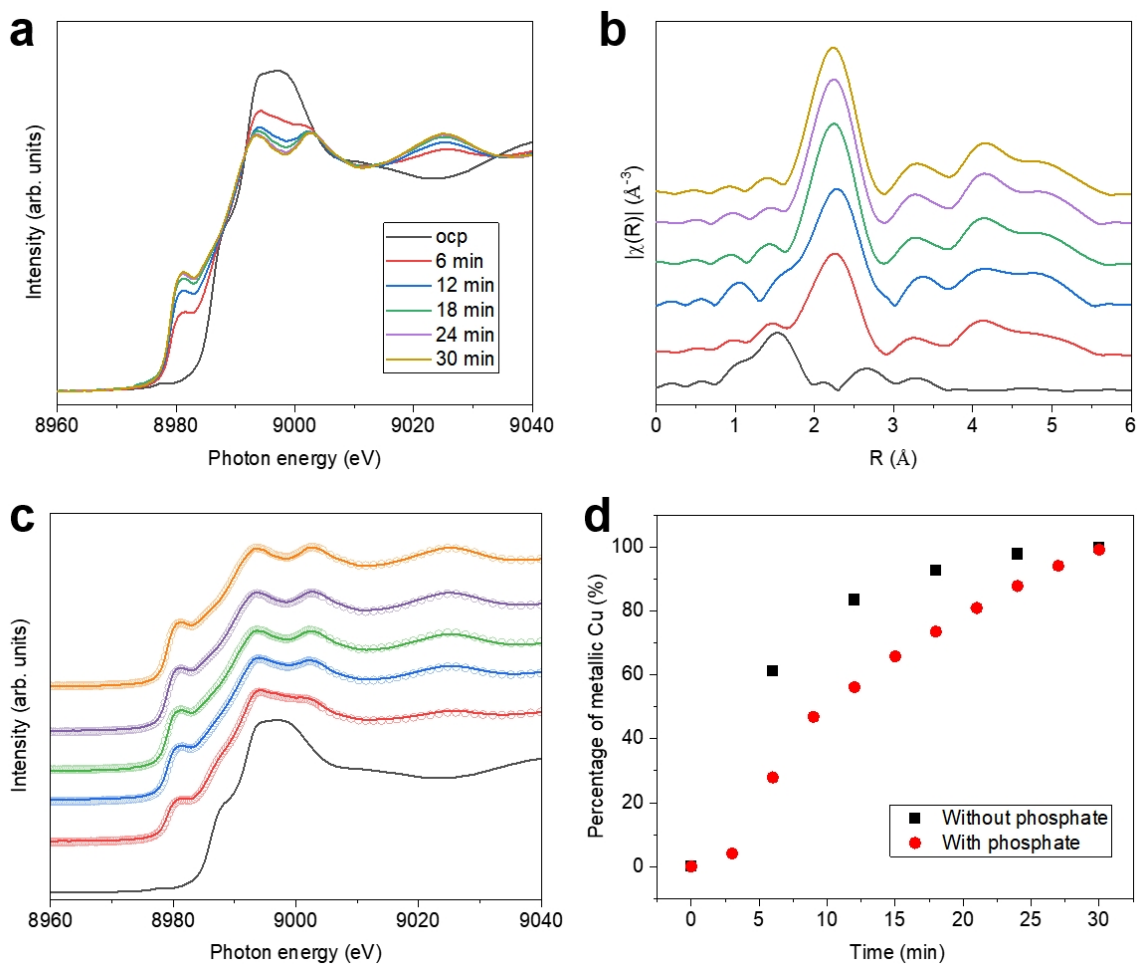 a
Intensity (arb. units)
ocp
6 min
12 min
18 min
24 min
30 min
8960 8980 9000 9020 9040
Photon energy (eV)
b
|χ(R)| (Å⁻³)
0 1 2 3 4 5 6
R (Å)
c
Intensity (arb. units)
8960 8980 9000 9020 9040
Photon energy (eV)
d
Percentage of metallic Cu (%)
100
80
60
40
20
0
Without phosphate
With phosphate
0 5 10 15 20 25 30
Time (min)